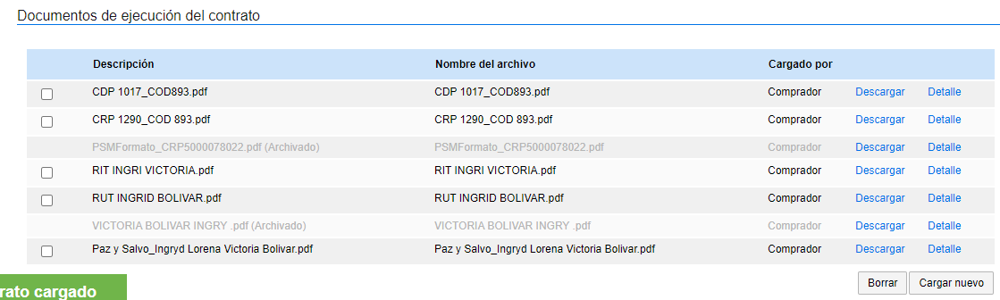 Documentos de ejecución del contrato
Descripción Nombre del archivo Cargado por
CDP 1017_COD893.pdf CDP 1017_COD893.pdf Comprador Descargar Detalle
CRP 1290_COD 893.pdf CRP 1290_COD 893.pdf Comprador Descargar Detalle
PSMFormato_CRP5000078022.pdf (Archivado) PSMFormato_CRP5000078022.pdf Comprador Descargar Detalle
RIT INGRI VICTORIA.pdf RIT INGRI VICTORIA.pdf Comprador Descargar Detalle
RUT INGRID BOLIVAR.pdf RUT INGRID BOLIVAR.pdf Comprador Descargar Detalle
VICTORIA BOLIVAR INGRY .pdf (Archivado) VICTORIA BOLIVAR INGRY .pdf Comprador Descargar Detalle
Paz y Salvo_Ingryd Lorena Victoria Bolivar.pdf Paz y Salvo_Ingryd Lorena Victoria Bolivar.pdf Comprador Descargar Detalle
Borrar Cargar nuevo
rato cargado